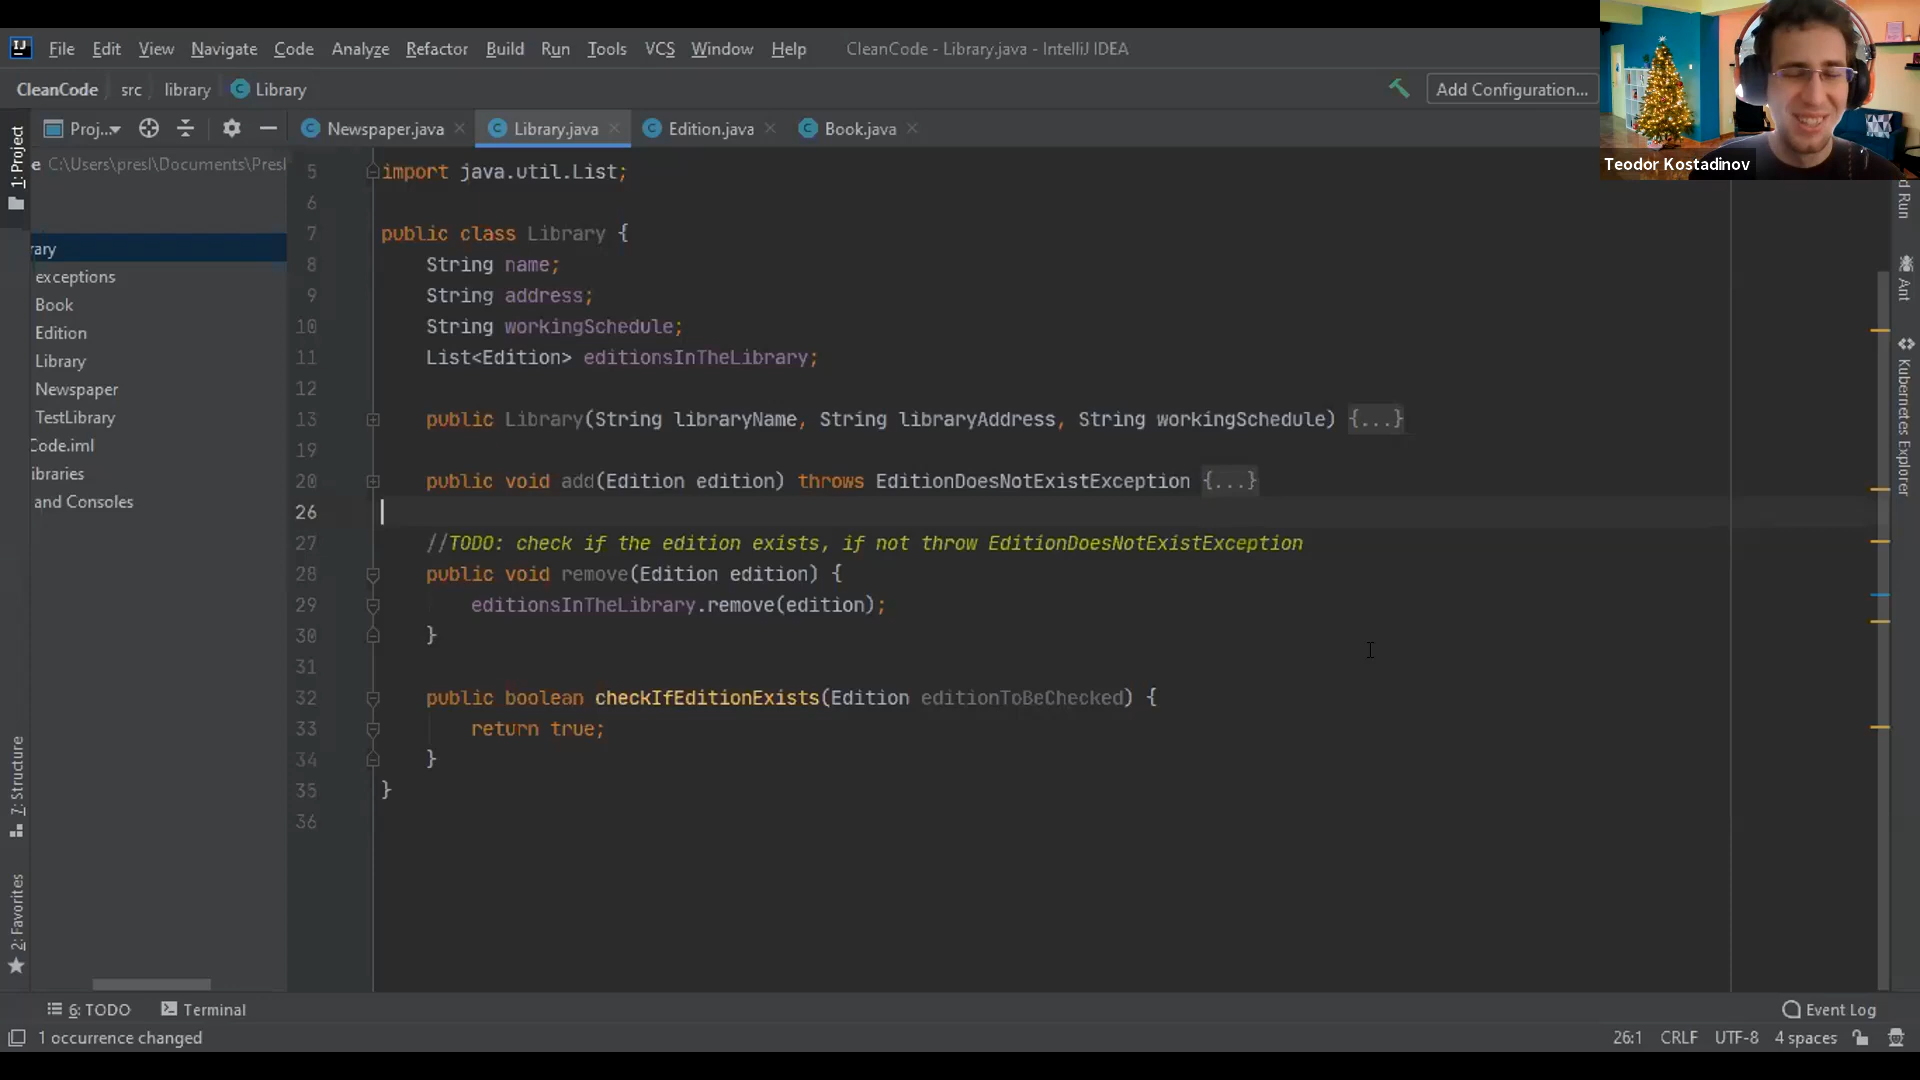 File Edit View Navigate Code Analyze Refactor Build Run Tools VCS Window Help CleanCode - Library.java - IntelliJ IDEA
CleanCode src library Library Add Configuration...
Proj... Newspaper.java Library.java Edition.java Book.java
Teodor Kostadinov
1: Project
e C:\Users\presl\Documents\Presl
rary
exceptions
Book
Edition
Library
Newspaper
TestLibrary
Code.iml
ibraries
and Consoles
5 import java.util.List;
6
7 public class Library {
8 String name;
9 String address;
10 String workingSchedule;
11 List<Edition> editionsInTheLibrary;
12
13 public Library(String libraryName, String libraryAddress, String workingSchedule) {...}
19
20 public void add(Edition edition) throws EditionDoesNotExistException {...}
26
27 //TODO: check if the edition exists, if not throw EditionDoesNotExistException
28 public void remove(Edition edition) {
29 editionsInTheLibrary.remove(edition);
30 }
31
32 public boolean checkIfEditionExists(Edition editionToBeChecked) {
33 return true;
34 }
35 }
36
d Run
Ant
Kubernetes Explorer
7: Structure
2: Favorites
6: TODO Terminal Event Log
1 occurrence changed 26:1 CRLF UTF-8 4 spaces